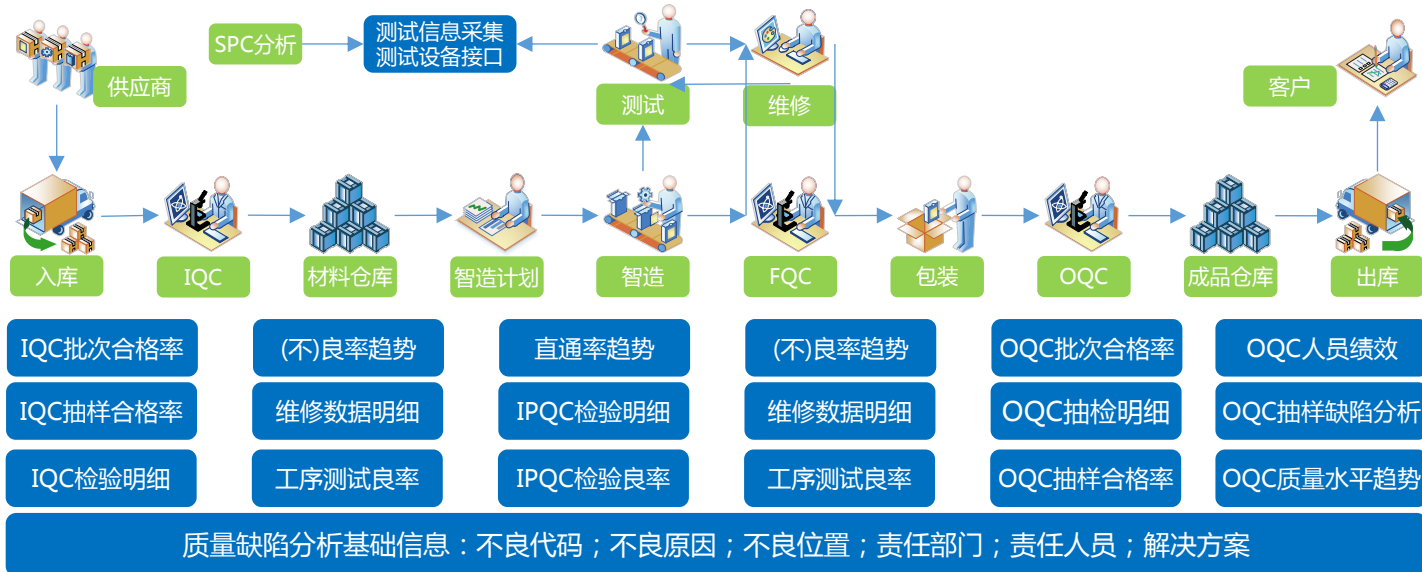 供应商
SPC分析
测试信息采集
测试设备接口
测试
维修
客户
入库
IQC
材料仓库
智造计划
智造
FQC
包装
OQC
成品仓库
出库
IQC批次合格率
(不)良率趋势
直通率趋势
(不)良率趋势
OQC批次合格率
OQC人员绩效
IQC抽样合格率
维修数据明细
IPQC检验明细
维修数据明细
OQC抽检明细
OQC抽样缺陷分析
IQC检验明细
工序测试良率
IPQC检验良率
工序测试良率
OQC抽样合格率
OQC质量水平趋势
质量缺陷分析基础信息：不良代码；不良原因；不良位置；责任部门；责任人员；解决方案